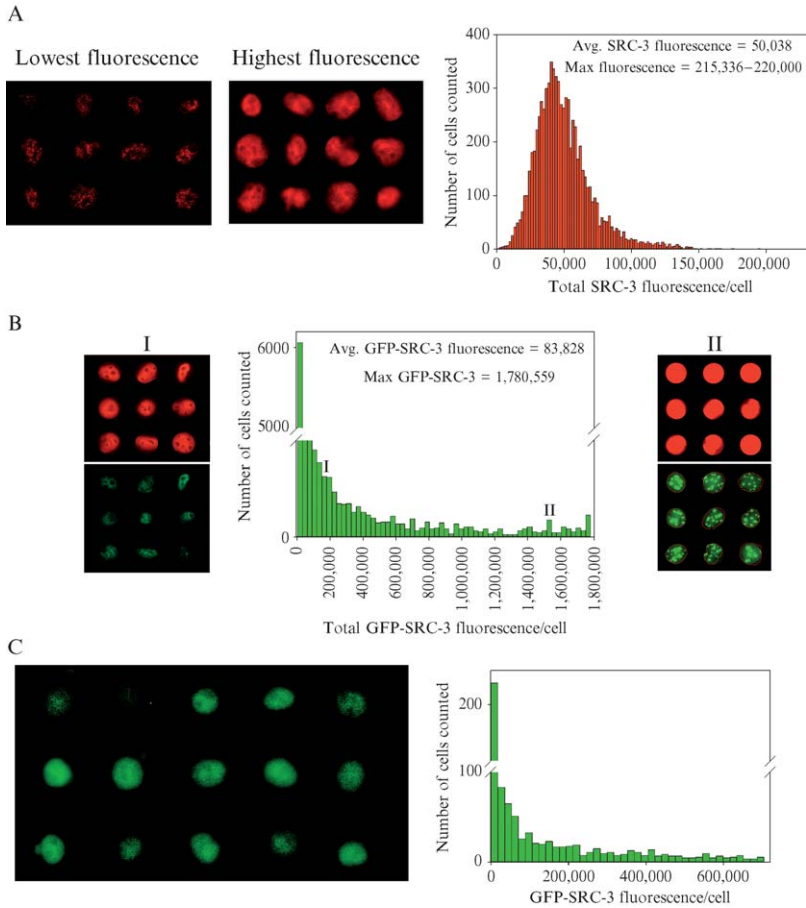 A
Lowest fluorescence
Highest fluorescence
Number of cells counted
400
300
200
100
0
Avg. SRC-3 fluorescence = 50,038
Max fluorescence = 215,336–220,000
0
50,000
100,000
150,000
200,000
Total SRC-3 fluorescence/cell
B
I
Number of cells counted
6000
5000
0
Avg. GFP-SRC-3 fluorescence = 83,828
Max GFP-SRC-3 = 1,780,559
I
II
0
200,000
400,000
600,000
800,000
1,000,000
1,200,000
1,400,000
1,600,000
1,800,000
Total GFP-SRC-3 fluorescence/cell
II
C
Number of cells counted
200
100
0
0
200,000
400,000
600,000
GFP-SRC-3 fluorescence/cell